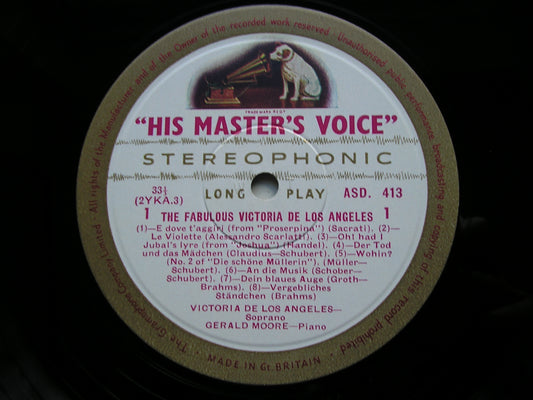 The Gramophone Company Limited – All rights of the Manufacturer and of the Owner of the recorded work reserved – Unauthorised public performance, broadcasting and copying of this record prohibited
TRADE MARK REGD
"HIS MASTER'S VOICE"
STEREOPHONIC
33⅓
(2YKA.3)
LONG PLAY
ASD. 413
1 THE FABULOUS VICTORIA DE LOS ANGELES 1
(1)—E dove t'aggiri (from "Proserpina") (Sacrati). (2)—
Le Violette (Alessandro Scarlatti). (3)—Oh! had I
Jubal's lyre (from "Joshua") (Handel). (4)—Der Tod
und das Mädchen (Claudius—Schubert). (5)—Wohin?
(No. 2 of "Die schöne Müllerin"). (Müller—
Schubert). (6)—An die Musik (Schober—
Schubert). (7)—Dein blaues Auge (Groth—
Brahms). (8)—Vergebliches
Ständchen (Brahms)
VICTORIA DE LOS ANGELES—
Soprano
GERALD MOORE—Piano
MADE IN Gt. BRITAIN